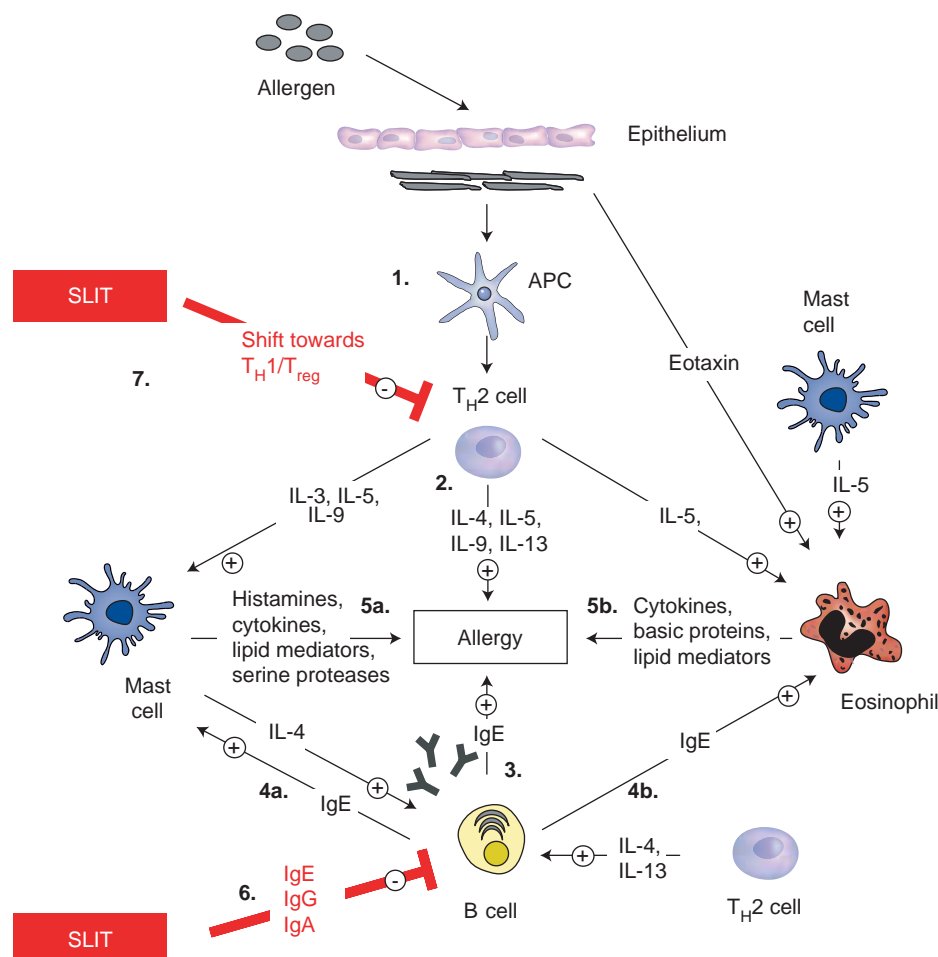 Allergen
Epithelium
1.
APC
SLIT
Mast
cell
Shift towards
TH1/Treg
Eotaxin
7.
-
TH2 cell
2.
IL-5
+
IL-3, IL-5,
IL-9
IL-4, IL-5,
IL-9, IL-13
IL-5,
+
+
+
+
Histamines,
cytokines,
lipid mediators,
serine proteases
5a.
Allergy
5b.
Cytokines,
basic proteins,
lipid mediators
Mast
cell
Eosinophil
+
+
IL-4
+
IgE
IgE
3.
+
4a.
IgE
4b.
+
IL-4,
IL-13
6.
IgE
IgG
IgA
-
B cell
TH2 cell
SLIT